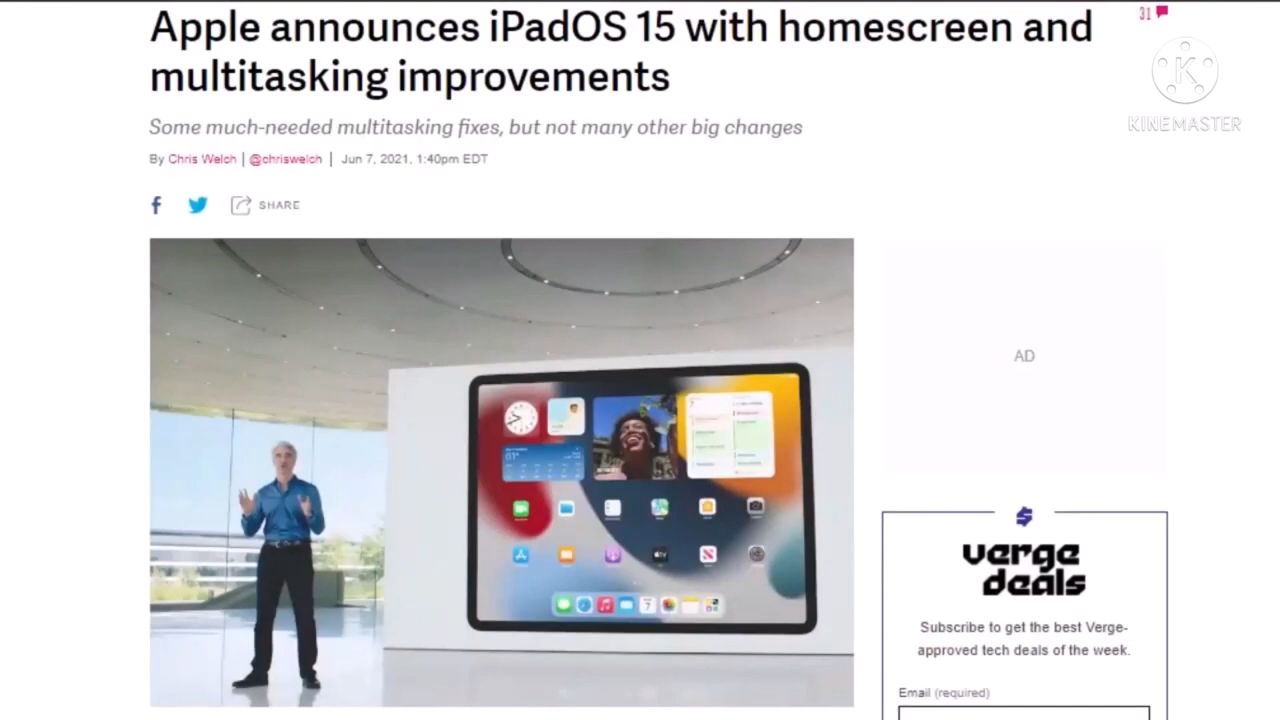 Apple announces iPadOS 15 with homescreen and
multitasking improvements
31
KINEMASTER
Some much-needed multitasking fixes, but not many other big changes
By Chris Welch | @chriswelch | Jun 7, 2021, 1:40pm EDT
SHARE
AD
verge
deals
Subscribe to get the best Verge-
approved tech deals of the week.
Email (required)